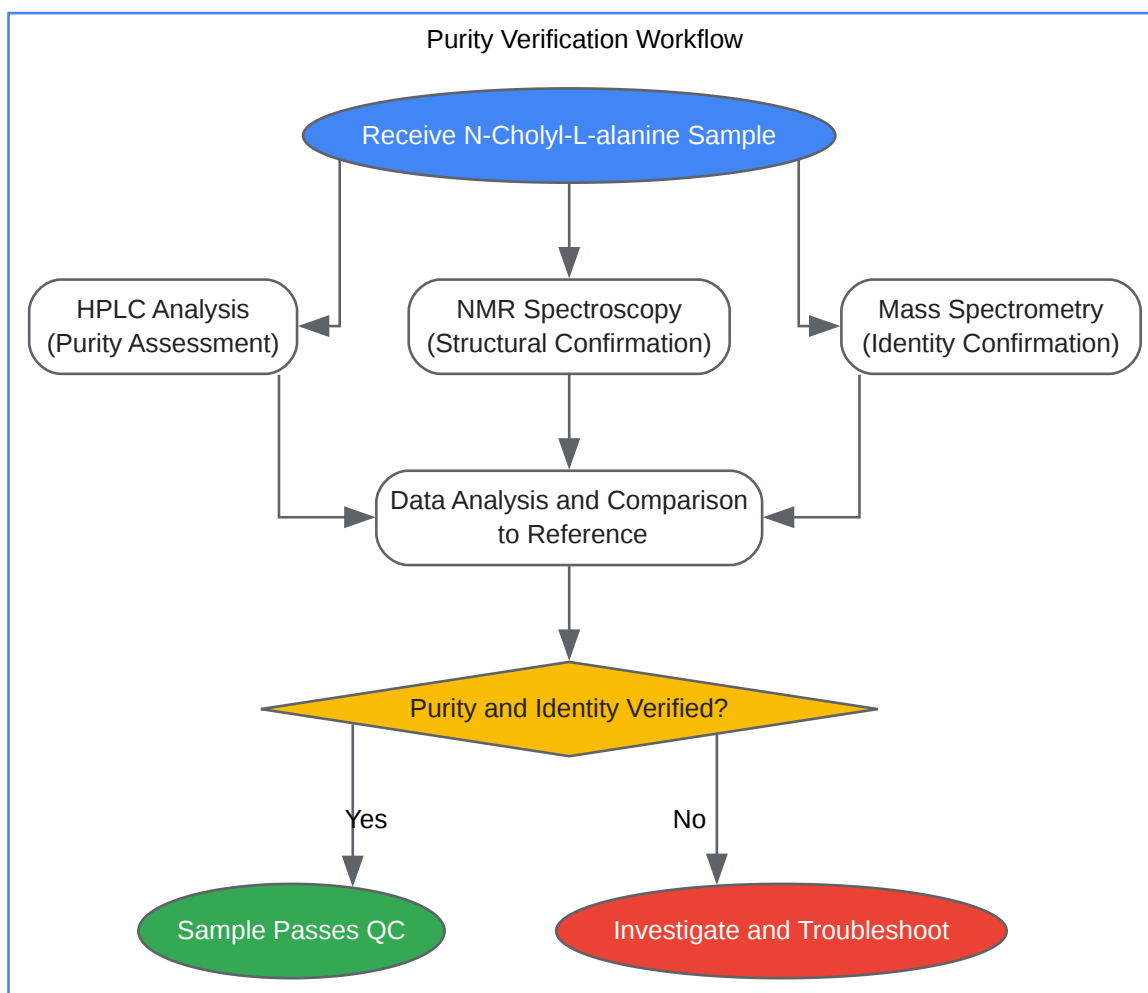 Purity Verification Workflow
Receive N-Cholyl-L-alanine Sample
HPLC Analysis
(Purity Assessment)
NMR Spectroscopy
(Structural Confirmation)
Mass Spectrometry
(Identity Confirmation)
Data Analysis and Comparison
to Reference
Purity and Identity Verified?
Yes
No
Sample Passes QC
Investigate and Troubleshoot